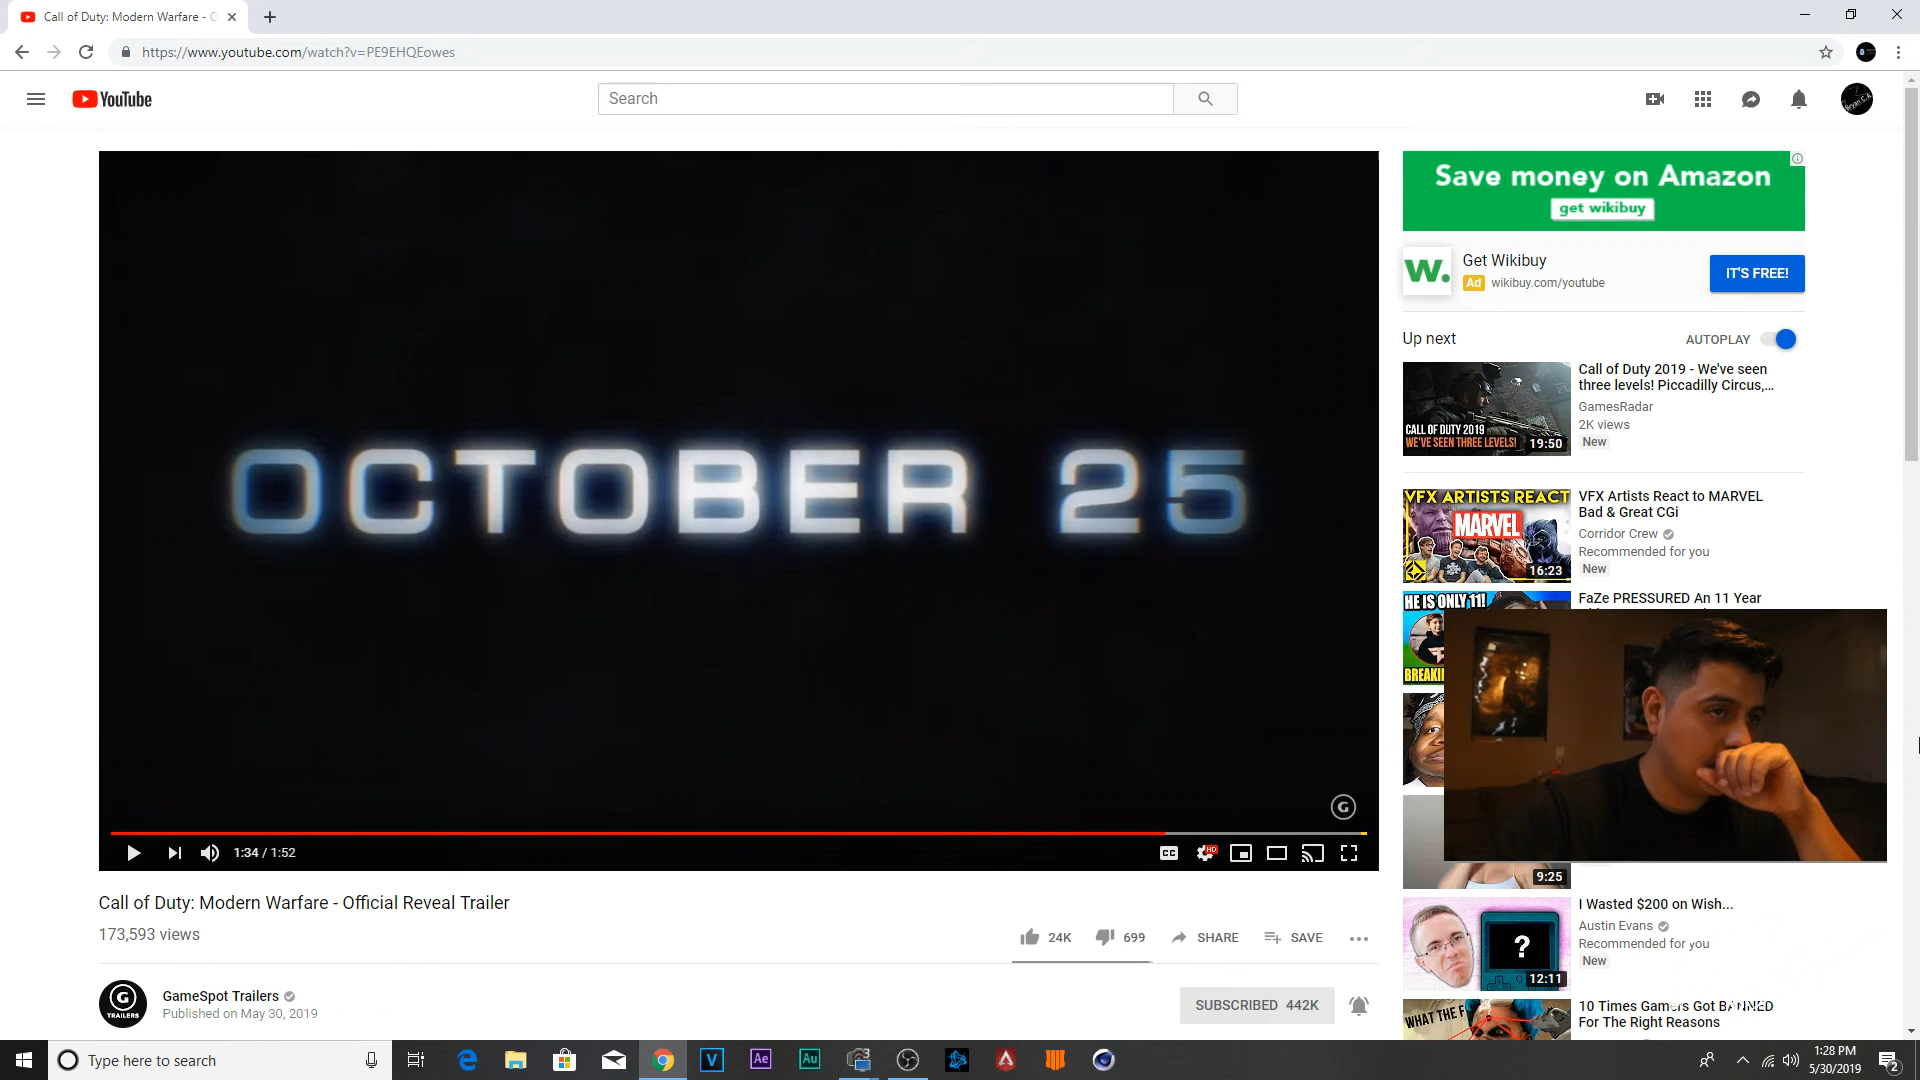 Call of Duty: Modern Warfare -
https://www.youtube.com/watch?v=PE9EHQEowes
YouTube
Search
Bryan C.K
OCTOBER 25
G
1:34 / 1:52
CC
HD
Call of Duty: Modern Warfare - Official Reveal Trailer
173,593 views
24K
699
SHARE
SAVE
G
TRAILERS
GameSpot Trailers
Published on May 30, 2019
SUBSCRIBED 442K
Save money on Amazon
get wikibuy
W.
Get Wikibuy
Ad wikibuy.com/youtube
IT'S FREE!
Up next
AUTOPLAY
CALL OF DUTY 2019
WE'VE SEEN THREE LEVELS!
19:50
Call of Duty 2019 - We've seen
three levels! Piccadilly Circus,...
GamesRadar
2K views
New
VFX ARTISTS REACT
MARVEL
16:23
VFX Artists React to MARVEL
Bad & Great CGi
Corridor Crew
Recommended for you
New
HE IS ONLY 11!
FaZe PRESSURED An 11 Year
9:25
?
12:11
I Wasted $200 on Wish...
Austin Evans
Recommended for you
New
WHAT THE F
10 Times Gamers Got BANNED
For The Right Reasons
Type here to search
e
V
Ae
Au
1:28 PM
5/30/2019
2